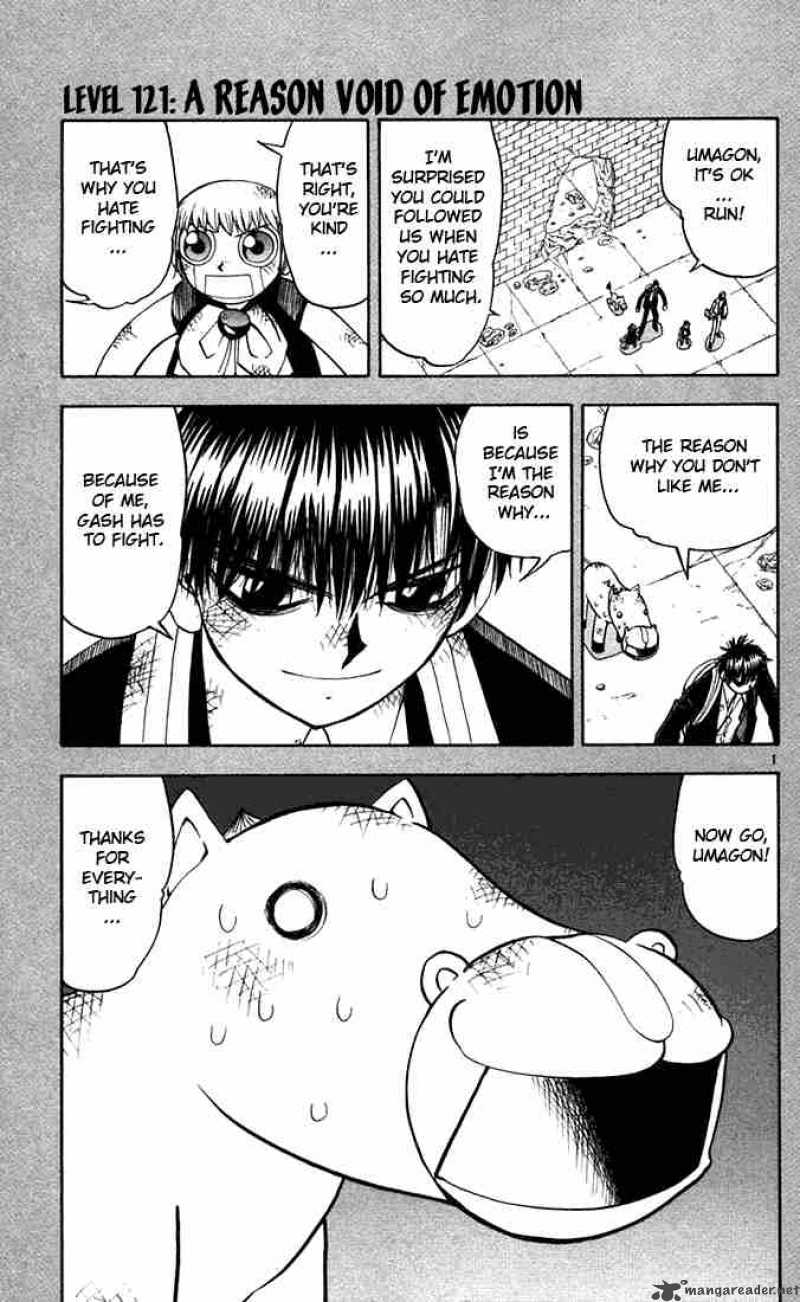 LEVEL 121: A REASON VOID OF EMOTION
UMAGON,
IT'S OK
...
RUN!
I'M
SURPRISED
YOU COULD
FOLLOWED
US WHEN
YOU HATE
FIGHTING
SO MUCH.
THAT'S
RIGHT,
YOU'RE
KIND
...
THAT'S
WHY YOU
HATE
FIGHTING
...
THE REASON
WHY YOU DON'T
LIKE ME...
IS
BECAUSE
I'M THE
REASON
WHY...
BECAUSE
OF ME,
GASH HAS
TO FIGHT.
1
NOW GO,
UMAGON!
THANKS
FOR
EVERY-
THING
...
mangareader.net